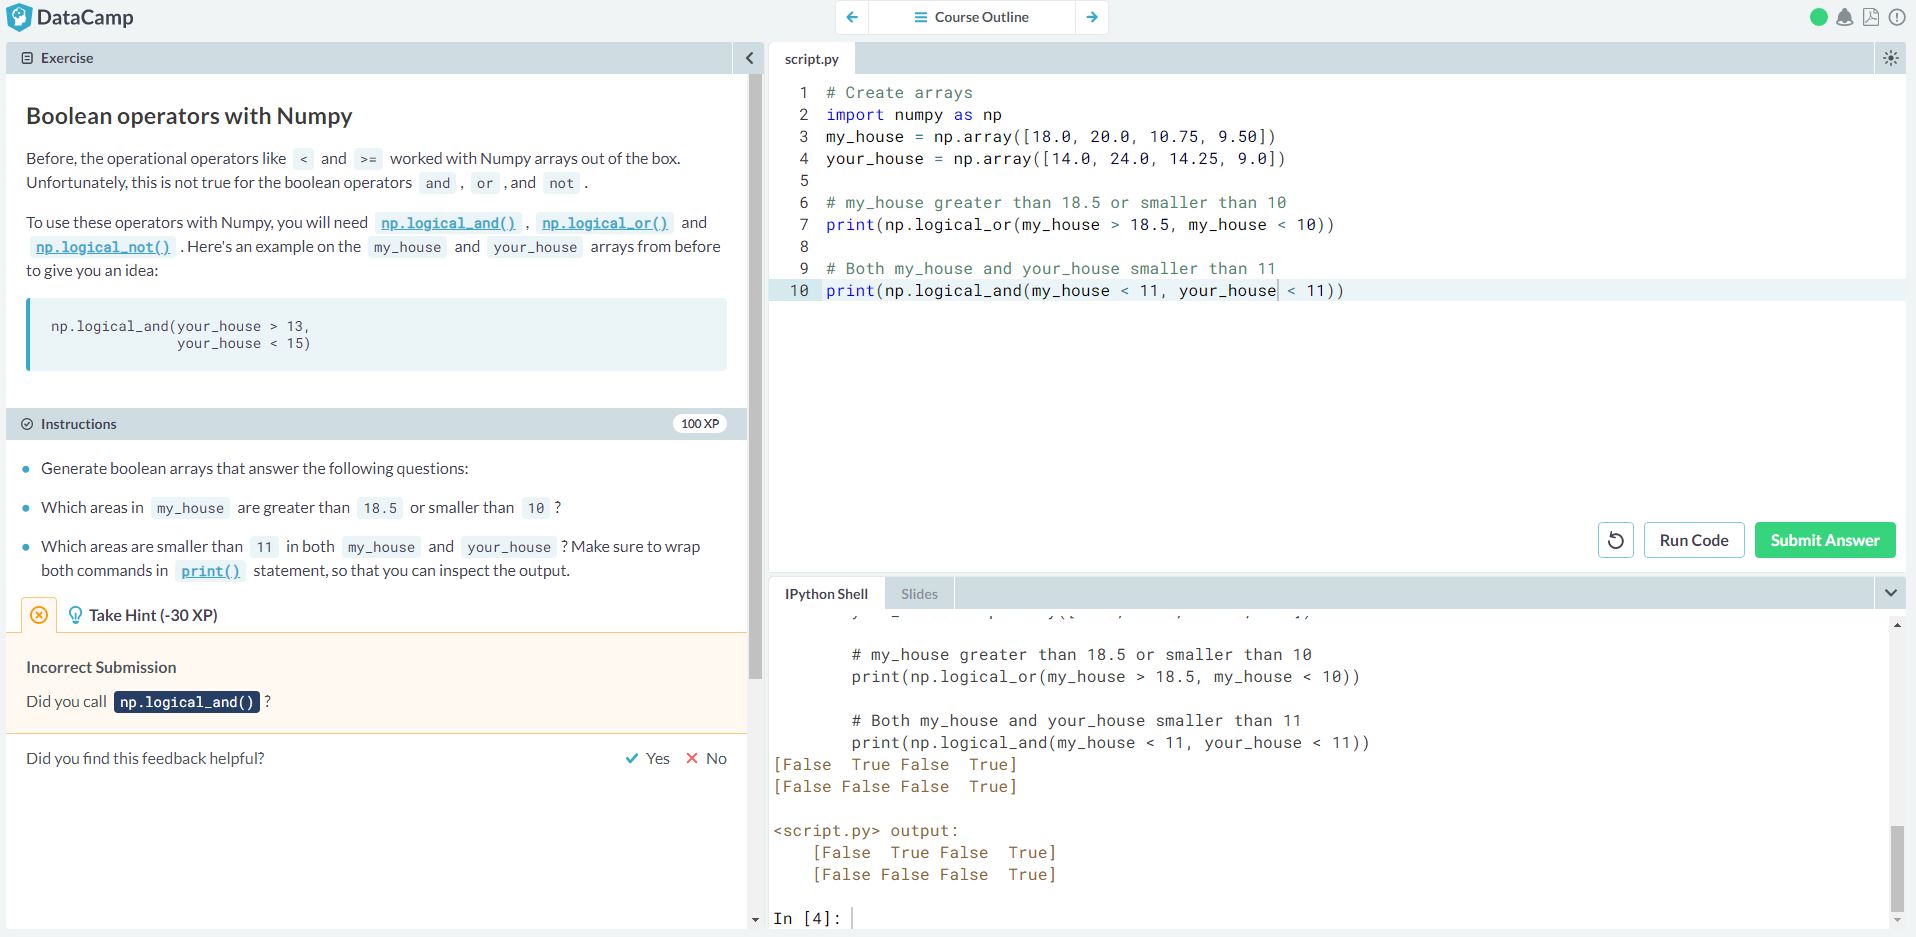 DataCamp
Course Outline
Exercise
Boolean operators with Numpy
Before, the operational operators like < and >= worked with Numpy arrays out of the box.
Unfortunately, this is not true for the boolean operators and , or , and not .
To use these operators with Numpy, you will need np.logical_and() , np.logical_or() and
np.logical_not() . Here's an example on the my_house and your_house arrays from before
to give you an idea:
np.logical_and(your_house > 13,
your_house < 15)
Instructions
100 XP
Generate boolean arrays that answer the following questions:
Which areas in my_house are greater than 18.5 or smaller than 10 ?
Which areas are smaller than 11 in both my_house and your_house ? Make sure to wrap
both commands in print() statement, so that you can inspect the output.
Take Hint (-30 XP)
Incorrect Submission
Did you call np.logical_and() ?
Did you find this feedback helpful?
Yes
No
script.py
1 # Create arrays
2 import numpy as np
3 my_house = np.array([18.0, 20.0, 10.75, 9.50])
4 your_house = np.array([14.0, 24.0, 14.25, 9.0])
5
6 # my_house greater than 18.5 or smaller than 10
7 print(np.logical_or(my_house > 18.5, my_house < 10))
8
9 # Both my_house and your_house smaller than 11
10 print(np.logical_and(my_house < 11, your_house < 11))
Run Code
Submit Answer
IPython Shell
Slides
# my_house greater than 18.5 or smaller than 10
print(np.logical_or(my_house > 18.5, my_house < 10))
# Both my_house and your_house smaller than 11
print(np.logical_and(my_house < 11, your_house < 11))
[False  True False  True]
[False False False  True]
<script.py> output:
[False  True False  True]
[False False False  True]
In [4]: